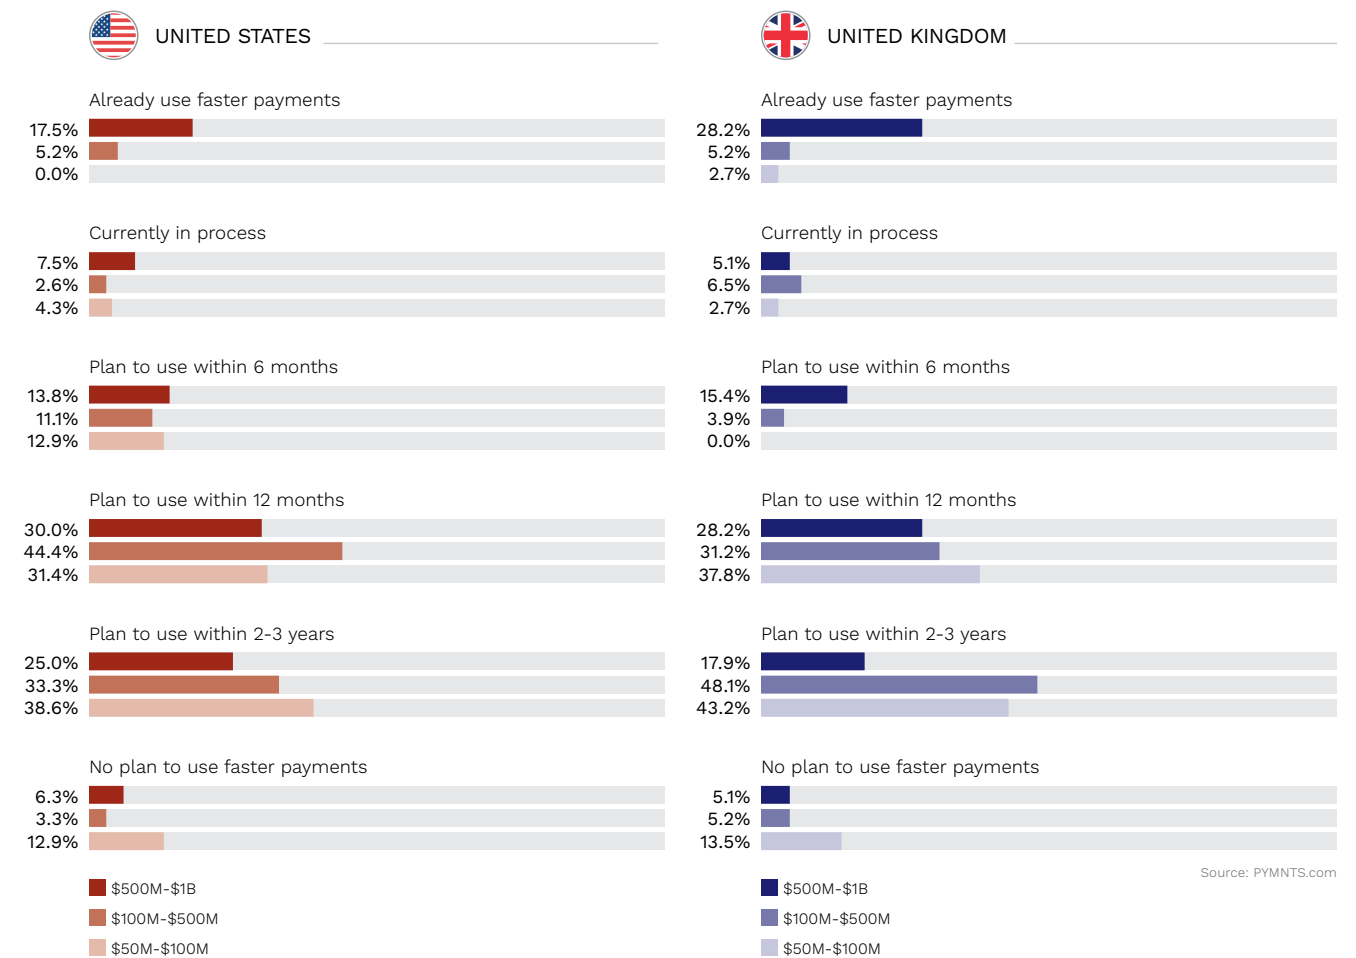 UNITED STATES
Already use faster payments
17.5%
5.2%
0.0%
Currently in process
7.5%
2.6%
4.3%
Plan to use within 6 months
13.8%
11.1%
12.9%
Plan to use within 12 months
30.0%
44.4%
31.4%
Plan to use within 2-3 years
25.0%
33.3%
38.6%
No plan to use faster payments
6.3%
3.3%
12.9%
$500M-$1B
$100M-$500M
$50M-$100M
UNITED KINGDOM
Already use faster payments
28.2%
5.2%
2.7%
Currently in process
5.1%
6.5%
2.7%
Plan to use within 6 months
15.4%
3.9%
0.0%
Plan to use within 12 months
28.2%
31.2%
37.8%
Plan to use within 2-3 years
17.9%
48.1%
43.2%
No plan to use faster payments
5.1%
5.2%
13.5%
Source: PYMNTS.com
$500M-$1B
$100M-$500M
$50M-$100M